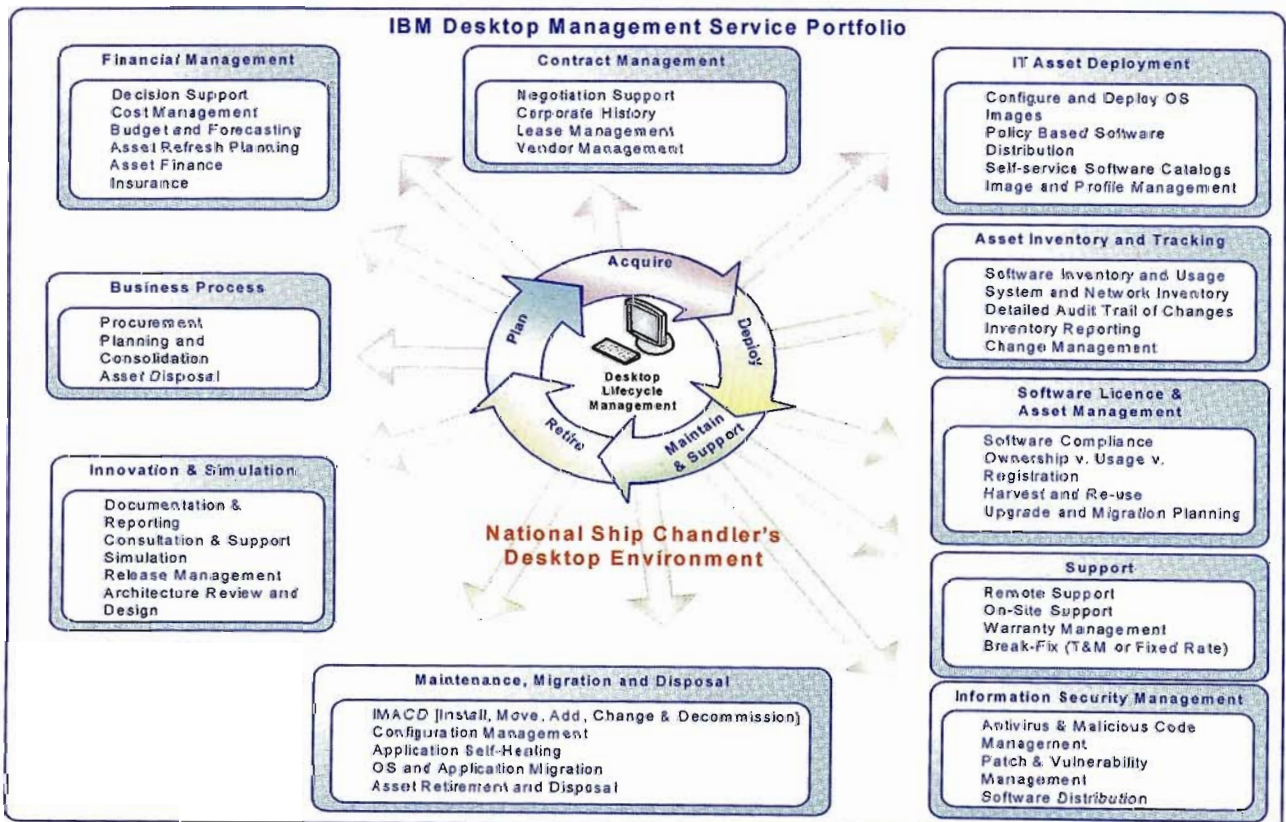 IBM Desktop Management Service Portfolio
Financial Management
Decision Support
Cost Management
Budget and Forecasting
Asset Refresh Planning
Asset Finance
Insurance
Contract Management
Negotiation Support
Corporate History
Lease Management
Vendor Management
IT Asset Deployment
Configure and Deploy OS
Images
Policy Based Software
Distribution
Self-service Software Catalogs
Image and Profile Management
Business Process
Procurement
Planning and
Consolidation
Asset Disposal
Acquire
Plan
Deploy
Desktop
Lifecycle
Management
Retire
Maintain
& Support
Asset Inventory and Tracking
Software Inventory and Usage
System and Network Inventory
Detailed Audit Trail of Changes
Inventory Reporting
Change Management
Software Licence &
Asset Management
Software Compliance
Ownership v. Usage v.
Registration
Harvest and Re-use
Upgrade and Migration Planning
Innovation & Simulation
Documentation &
Reporting
Consultation & Support
Simulation
Release Management
Architecture Review and
Design
National Ship Chandler's
Desktop Environment
Support
Remote Support
On-Site Support
Warranty Management
Break-Fix (T&M or Fixed Rate)
Maintenance, Migration and Disposal
IMACD [Install, Move, Add, Change & Decommission]
Configuration Management
Application Self-Healing
OS and Application Migration
Asset Retirement and Disposal
Information Security Management
Antivirus & Malicious Code
Management
Patch & Vulnerability
Management
Software Distribution